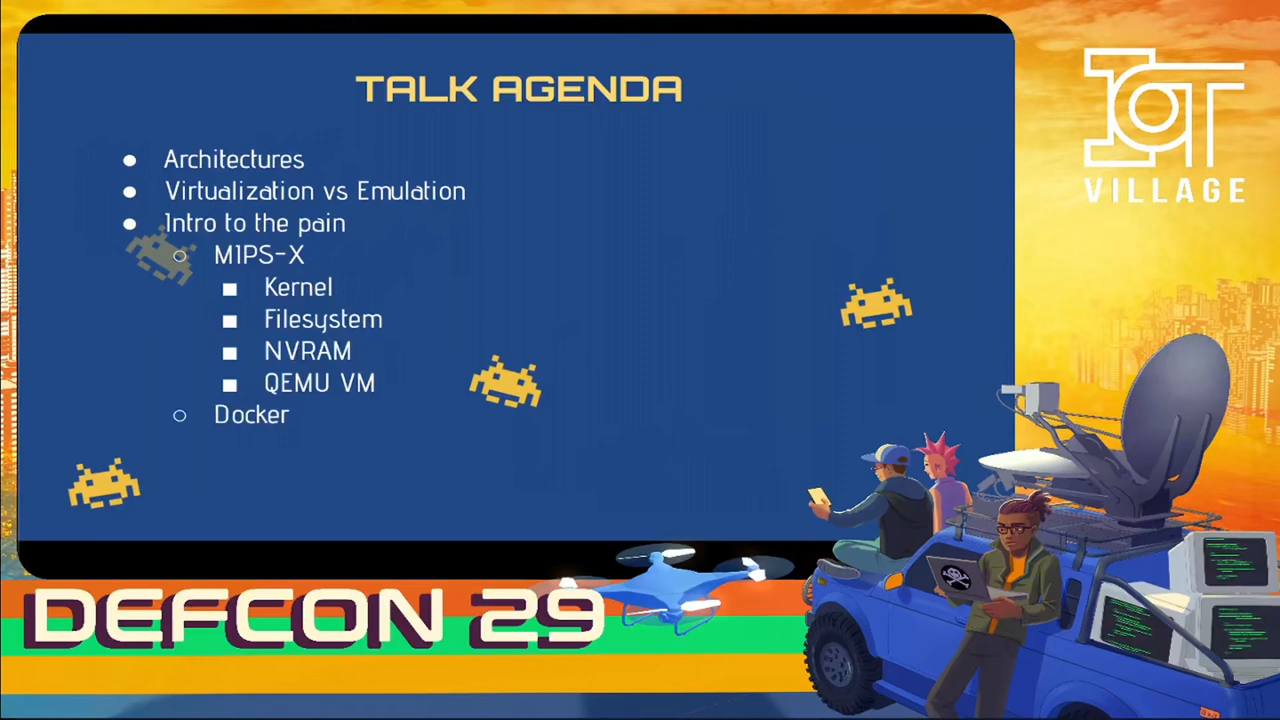 TALK AGENDA
● Architectures
● Virtualization vs Emulation
● Intro to the pain
○ MIPS-X
■ Kernel
■ Filesystem
■ NVRAM
■ QEMU VM
○ Docker
IOT
VILLAGE
DEFCON 29